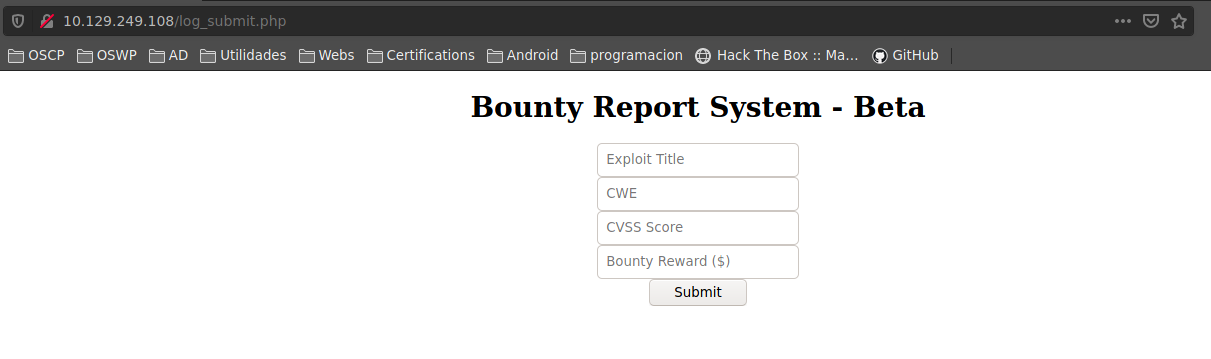 10.129.249.108/log_submit.php
OSCP OSWP AD Utilidades Webs Certifications Android programacion Hack The Box :: Ma... GitHub
Bounty Report System - Beta
Exploit Title
CWE
CVSS Score
Bounty Reward ($)
Submit